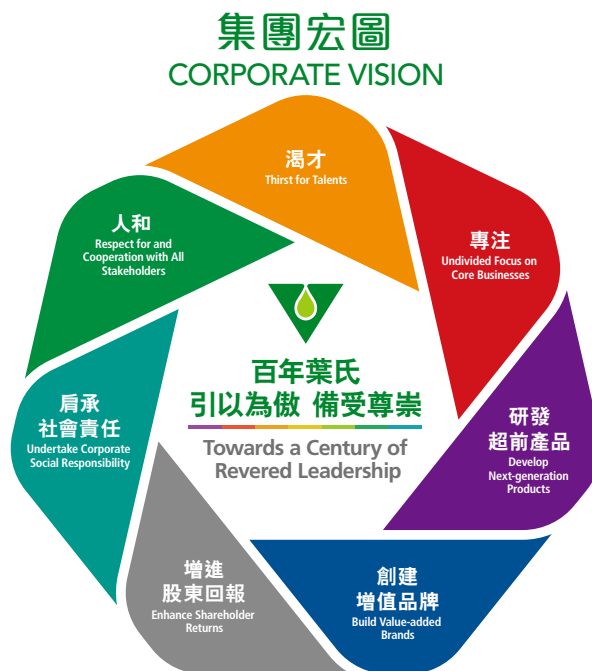 集團宏圖
CORPORATE VISION
渴才
Thirst for Talents
專注
Undivided Focus on
Core Businesses
研發
超前產品
Develop
Next-generation
Products
創建
增值品牌
Build Value-added
Brands
增進
股東回報
Enhance Shareholder
Returns
肩承
社會責任
Undertake Corporate
Social Responsibility
人和
Respect for and
Cooperation with All
Stakeholders
百年葉氏
引以為傲 備受尊崇
Towards a Century of
Revered Leadership